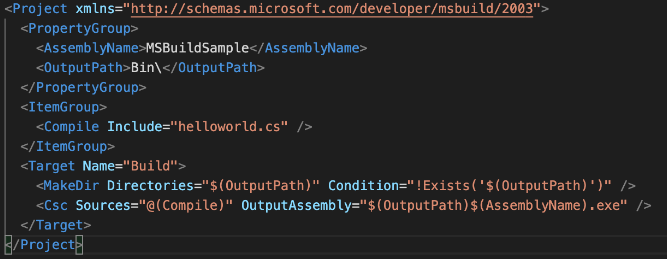 <Project xmlns="http://schemas.microsoft.com/developer/msbuild/2003">
  <PropertyGroup>
    <AssemblyName>MSBuildSample</AssemblyName>
    <OutputPath>Bin\</OutputPath>
  </PropertyGroup>
  <ItemGroup>
    <Compile Include="helloworld.cs" />
  </ItemGroup>
  <Target Name="Build">
    <MakeDir Directories="$(OutputPath)" Condition="!Exists('$(OutputPath)')" />
    <Csc Sources="@(Compile)" OutputAssembly="$(OutputPath)$(AssemblyName).exe" />
  </Target>
</Project>